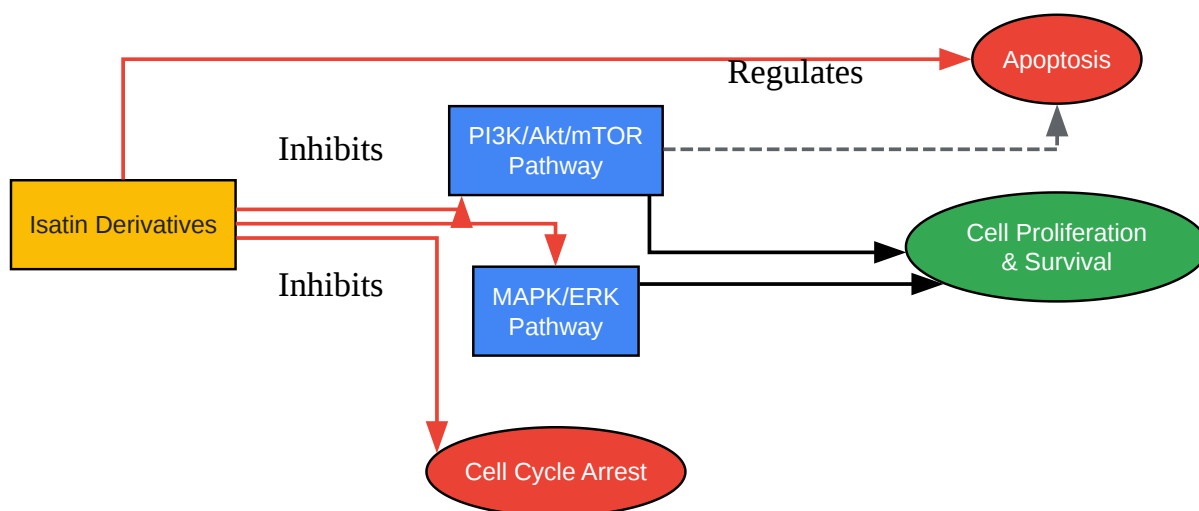 Apoptosis
Regulates
PI3K/Akt/mTOR
Pathway
Inhibits
Isatin Derivatives
Cell Proliferation
& Survival
Inhibits
MAPK/ERK
Pathway
Cell Cycle Arrest